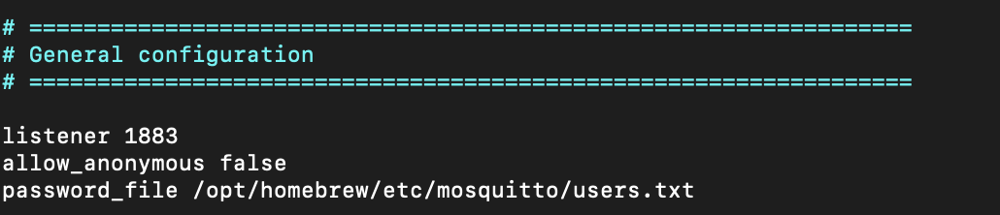 # =============================================================
# General configuration
# =============================================================
listener 1883
allow_anonymous false
password_file /opt/homebrew/etc/mosquitto/users.txt